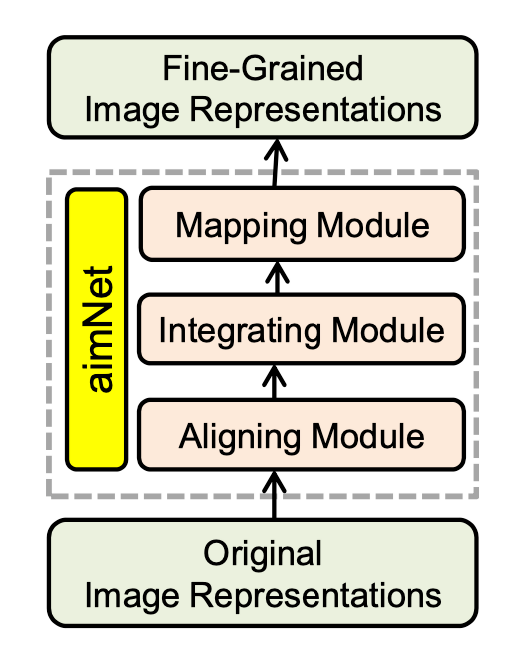 Fine-Grained
Image Representations
aimNet
Mapping Module
Integrating Module
Aligning Module
Original
Image Representations